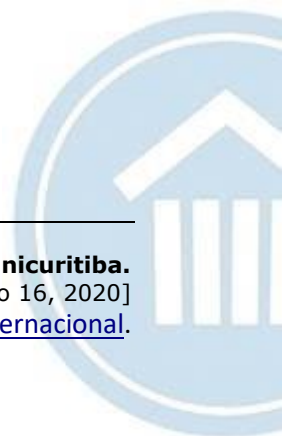 nicuritiba.
o 16, 2020]
ernacional.